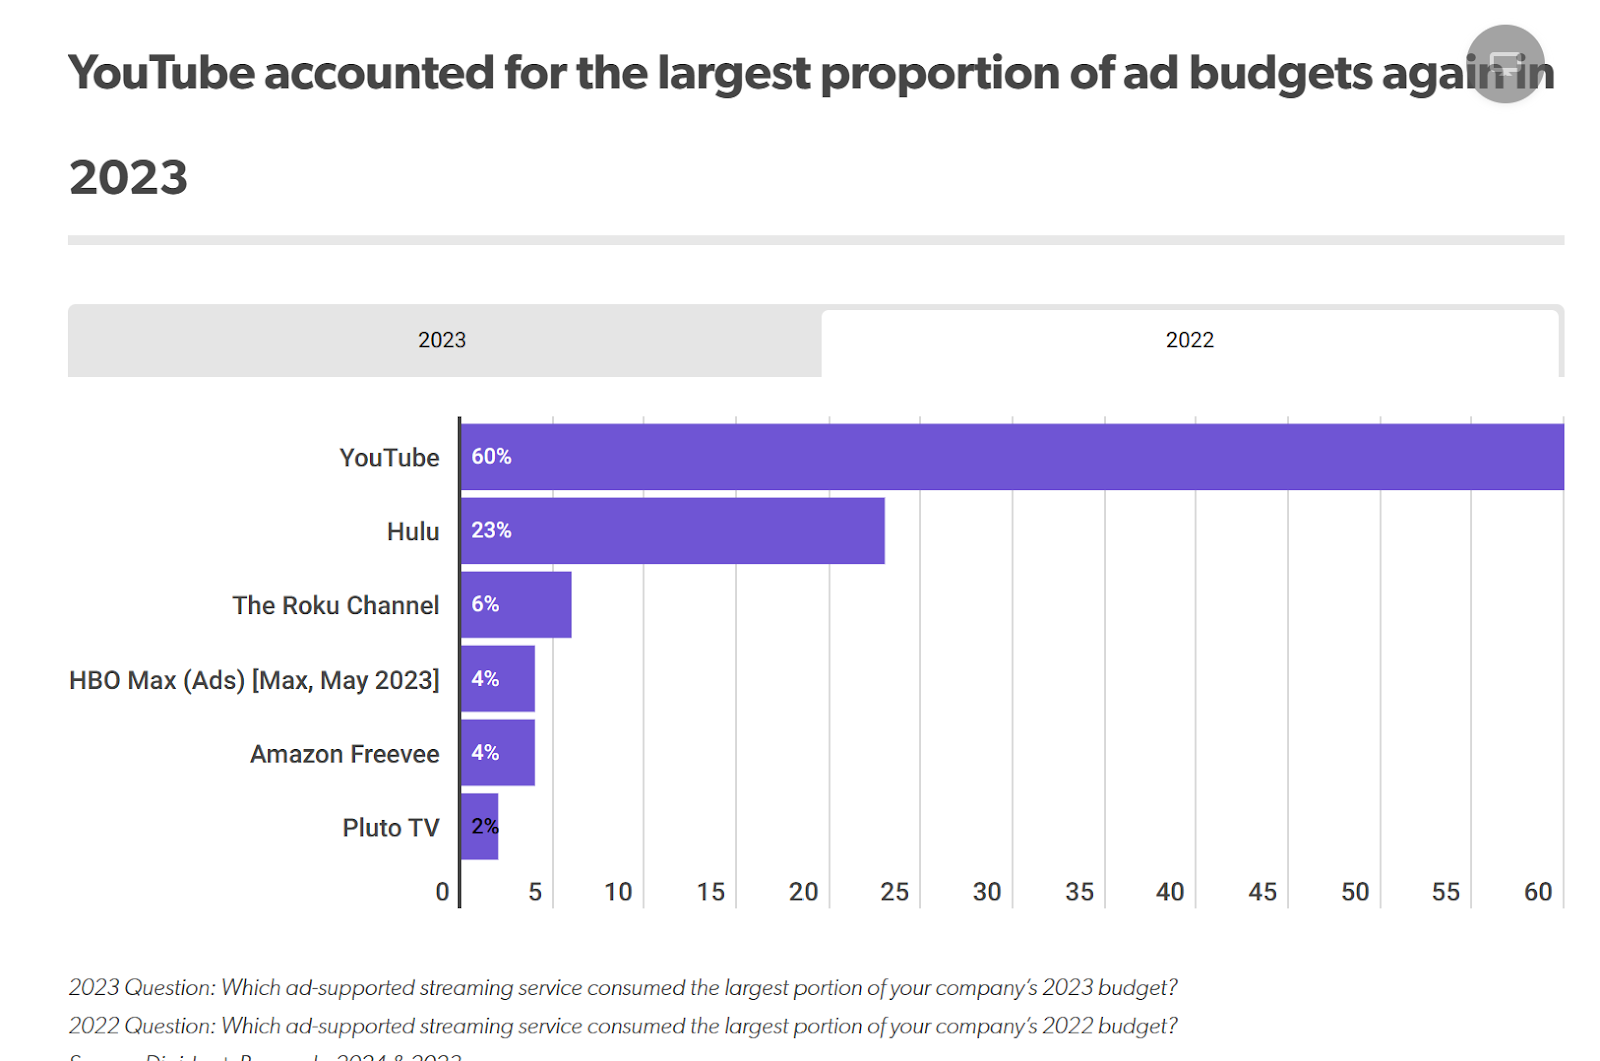 YouTube accounted for the largest proportion of ad budgets again in
2023
2023 2022
YouTube 60%
Hulu 23%
The Roku Channel 6%
HBO Max (Ads) [Max, May 2023] 4%
Amazon Freevee 4%
Pluto TV 2%
0 5 10 15 20 25 30 35 40 45 50 55 60
2023 Question: Which ad-supported streaming service consumed the largest portion of your company's 2023 budget?
2022 Question: Which ad-supported streaming service consumed the largest portion of your company's 2022 budget?